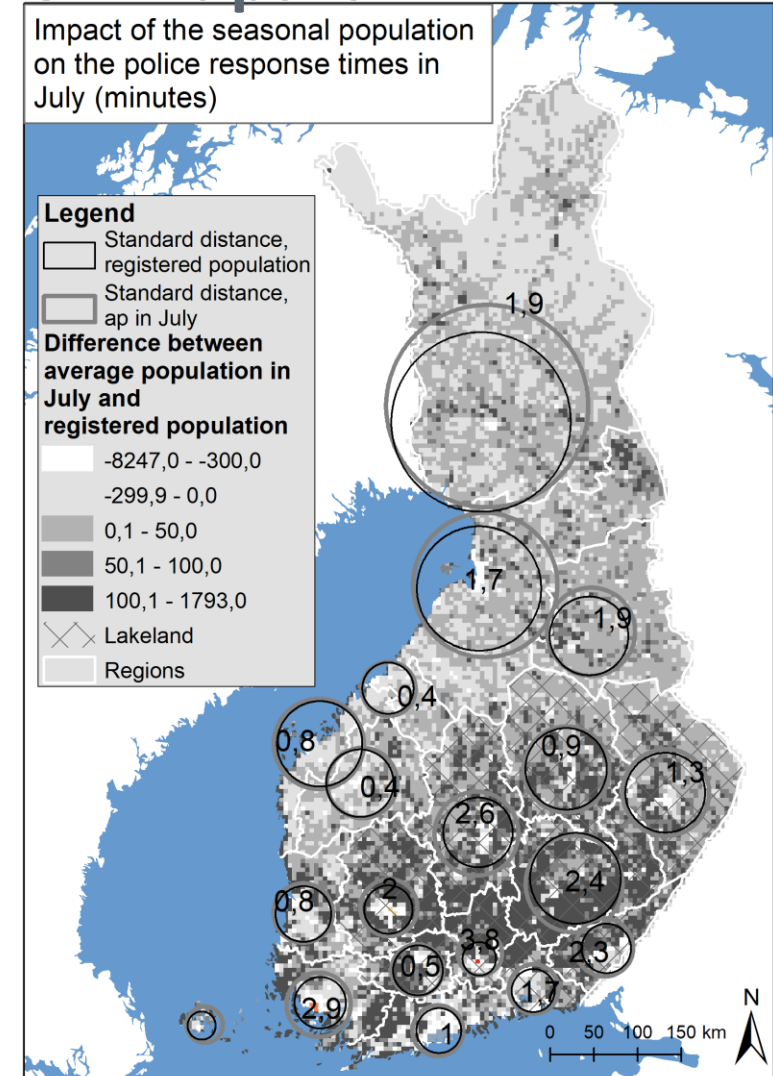 Impact of the seasonal population
on the police response times in
July (minutes)
Legend
Standard distance,
registered population
Standard distance,
ap in July
Difference between
average population in
July and
registered population
-8247,0 - -300,0
-299,9 - 0,0
0,1 - 50,0
50,1 - 100,0
100,1 - 1793,0
Lakeland
Regions
1,9
1,7
1,9
0,4
0,8
0,9
0,4
1,3
2,6
2,4
2
0,8
3,8
2,3
0,5
1,7
2,9
1
N
0 50 100 150 km